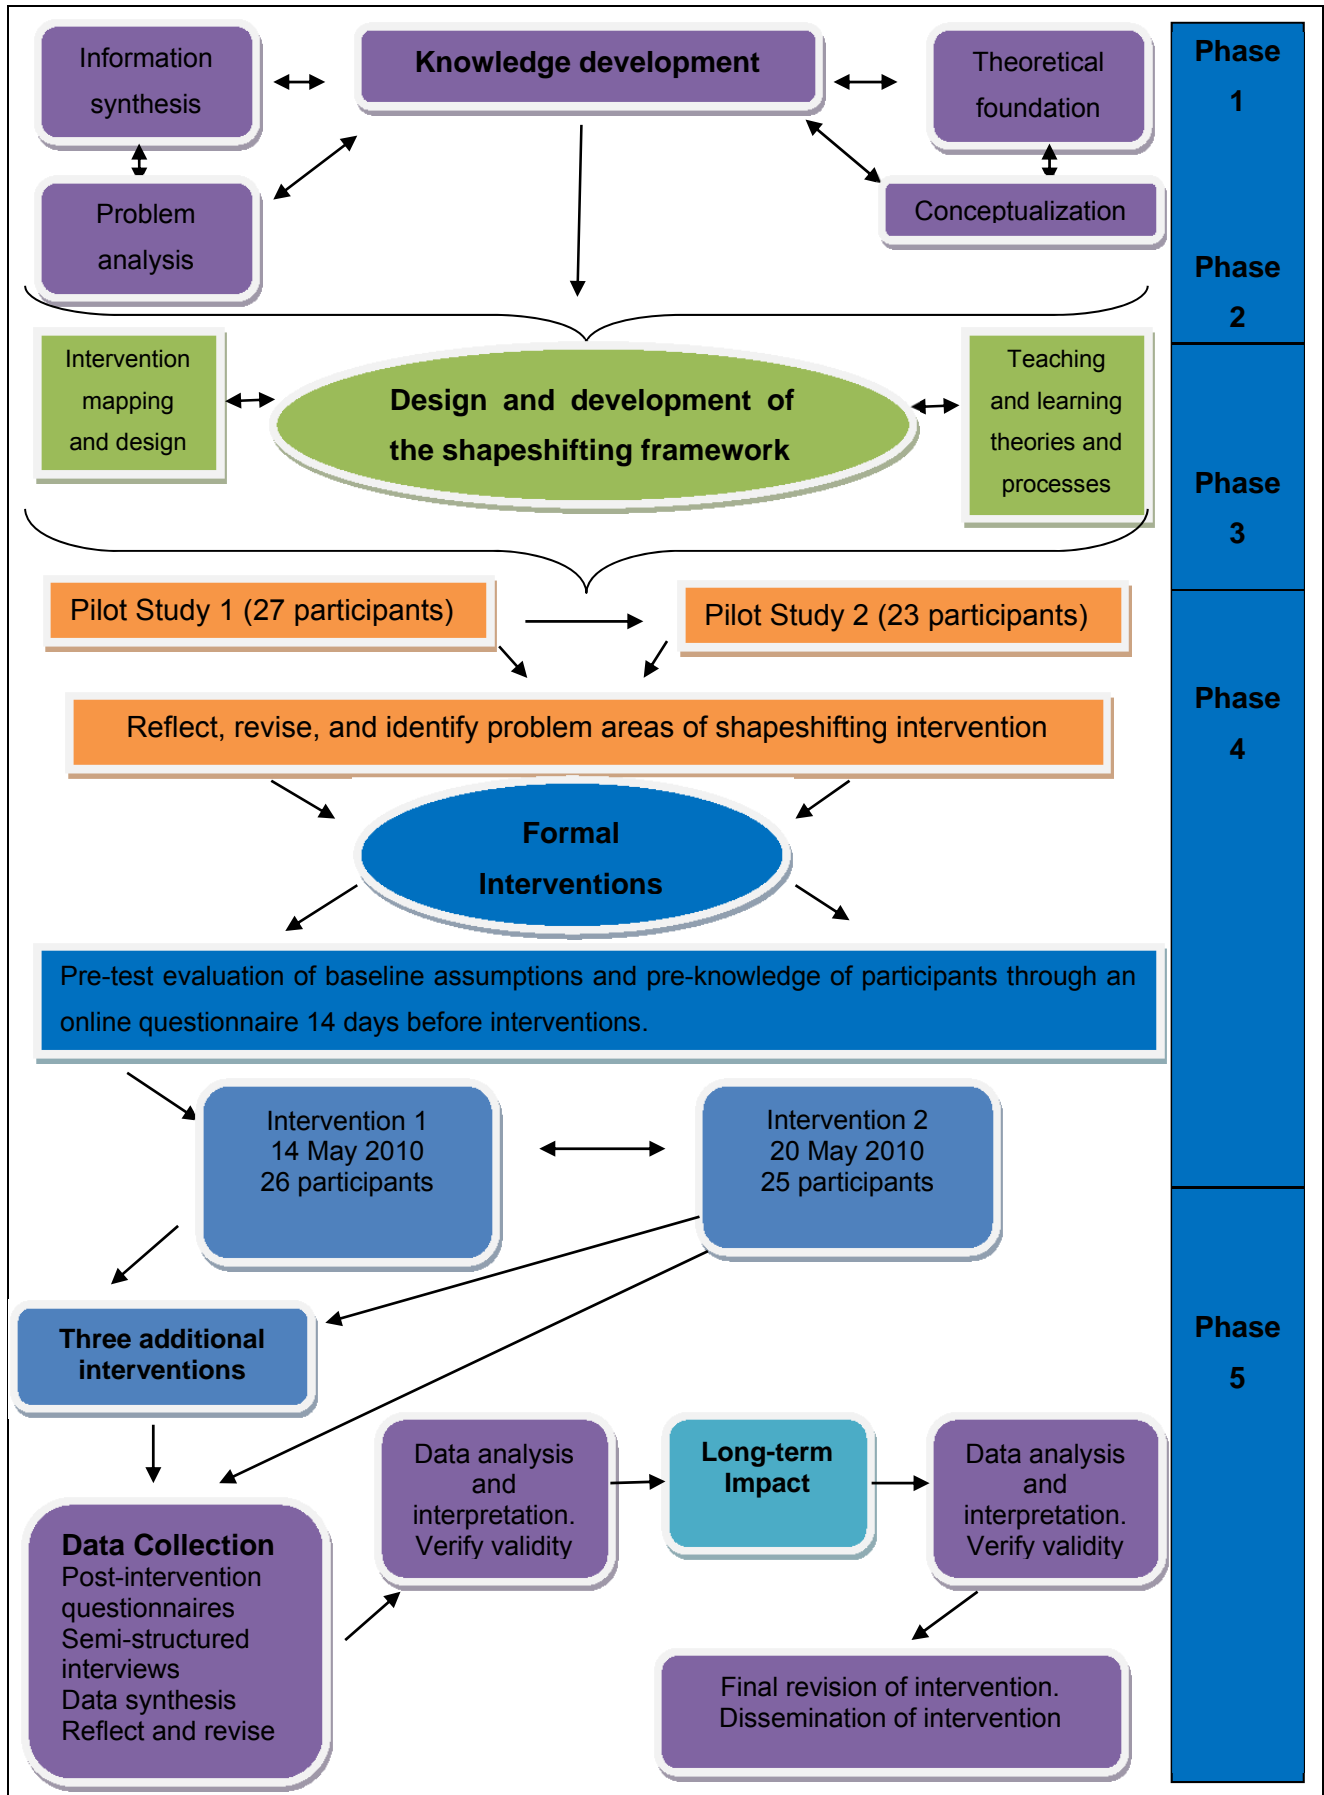 Information
synthesis
Knowledge development
Theoretical
foundation
Phase
1
Problem
analysis
Conceptualization
Phase
2
Intervention
mapping
and design
Design and development of
the shapeshifting framework
Teaching
and learning
theories and
processes
Phase
3
Pilot Study 1 (27 participants)
Pilot Study 2 (23 participants)
Reflect, revise, and identify problem areas of shapeshifting intervention
Phase
4
Formal
Interventions
Pre-test evaluation of baseline assumptions and pre-knowledge of participants through an
online questionnaire 14 days before interventions.
Intervention 1
14 May 2010
26 participants
Intervention 2
20 May 2010
25 participants
Three additional
interventions
Phase
5
Data Collection
Post-intervention
questionnaires
Semi-structured
interviews
Data synthesis
Reflect and revise
Data analysis
and
interpretation.
Verify validity
Long-term
Impact
Data analysis
and
interpretation.
Verify validity
Final revision of intervention.
Dissemination of intervention